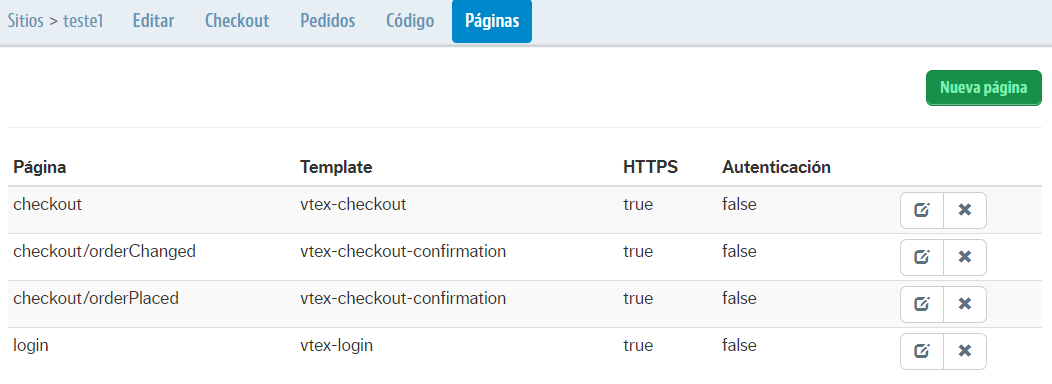 Sitios > teste1 Editar Checkout Pedidos Código Páginas
Nueva página
Página Template HTTPS Autenticación
checkout vtex-checkout true false
checkout/orderChanged vtex-checkout-confirmation true false
checkout/orderPlaced vtex-checkout-confirmation true false
login vtex-login true false